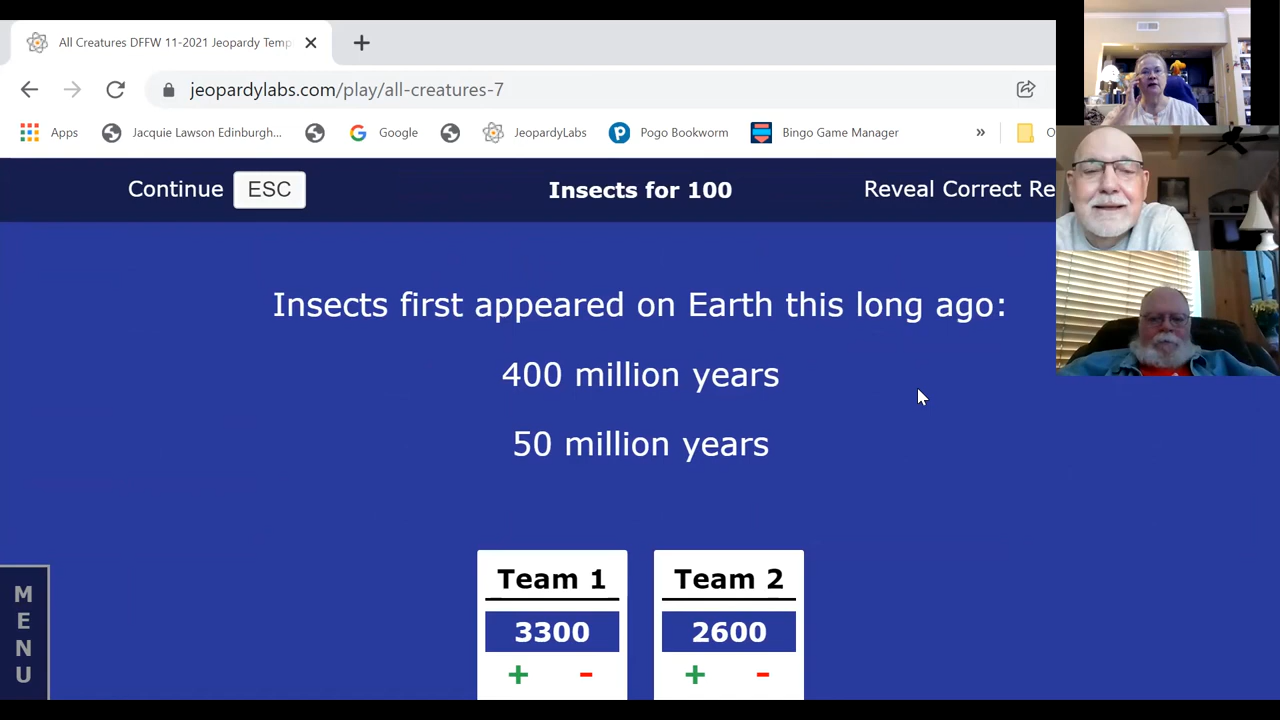 All Creatures DFFW 11-2021 Jeopardy Temp
jeopardylabs.com/play/all-creatures-7
Apps Jacquie Lawson Edinburgh... Google JeopardyLabs Pogo Bookworm Bingo Game Manager » O
Continue ESC Insects for 100 Reveal Correct Re
Insects first appeared on Earth this long ago:
400 million years
50 million years
Team 1 Team 2
3300 2600
+ - + -
MENU